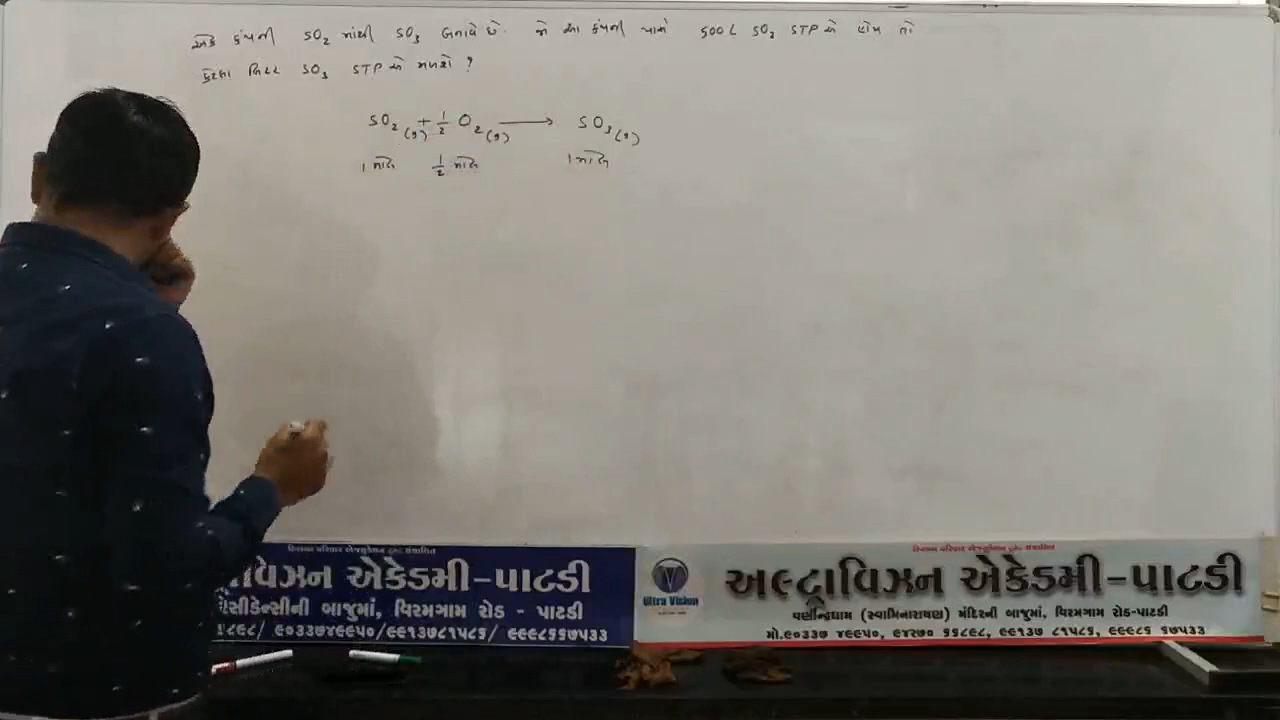 એક કંપની SO₂ માંથી SO₃ બનાવે છે. જો આ કંપની પાસે 500 L SO₂ STP એ હોય તો
કેટલા લિટર SO₃ STP એ મળશે ?
SO₂(g) + 1/2 O₂(g) ⟶ SO₃(g)
1 મોલ 1/2 મોલ 1 મોલ
એકેડમી-પાટડી
બાજુમાં, વિરમગામ રોડ - પાટડી
Ultra Vision
અલ્ટ્રાવિઝન એકેડમી-પાટડી
વર્ણીન્દ્રધામ (સ્વામિનારાયણ) મંદિરની બાજુમાં, વિરમગામ રોડ-પાટડી